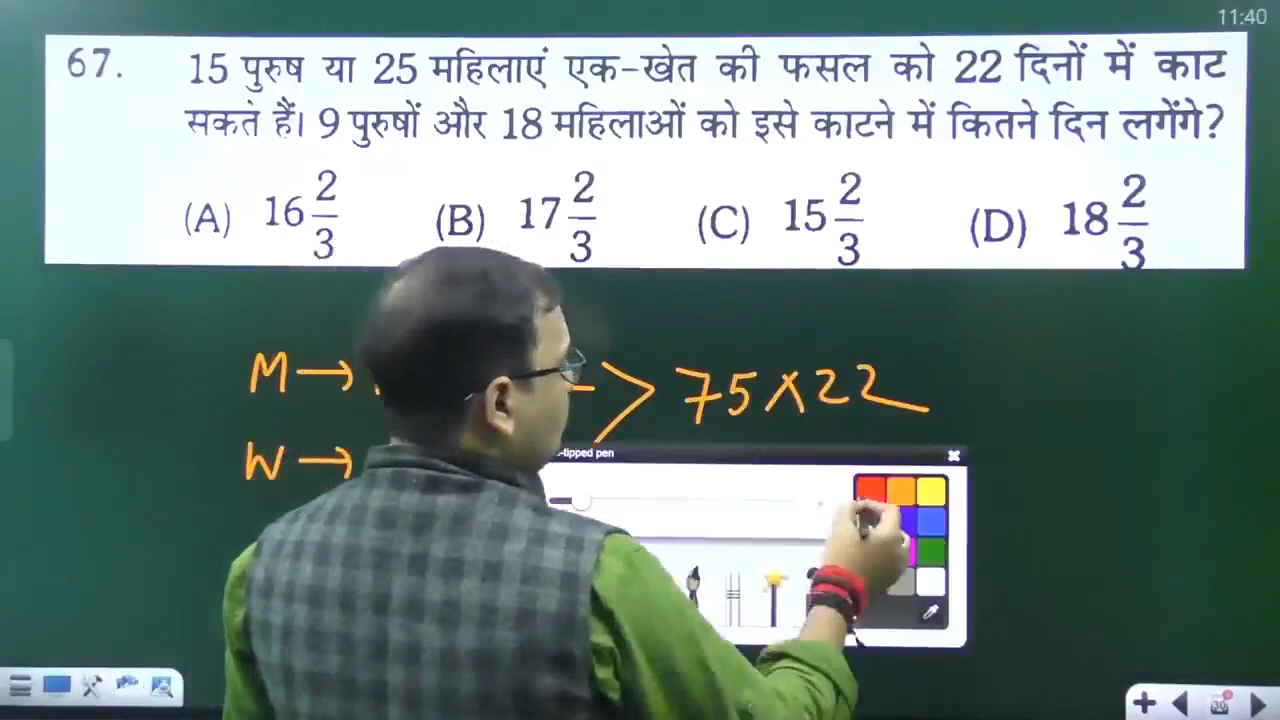 11:40
67. 15 पुरुष या 25 महिलाएं एक-खेत की फसल को 22 दिनों में काट
सकते हैं। 9 पुरुषों और 18 महिलाओं को इसे काटने में कितने दिन लगेंगे?
(A) 16 2/3 (B) 17 2/3 (C) 15 2/3 (D) 18 2/3
M → > 75×22
W →
-tipped pen